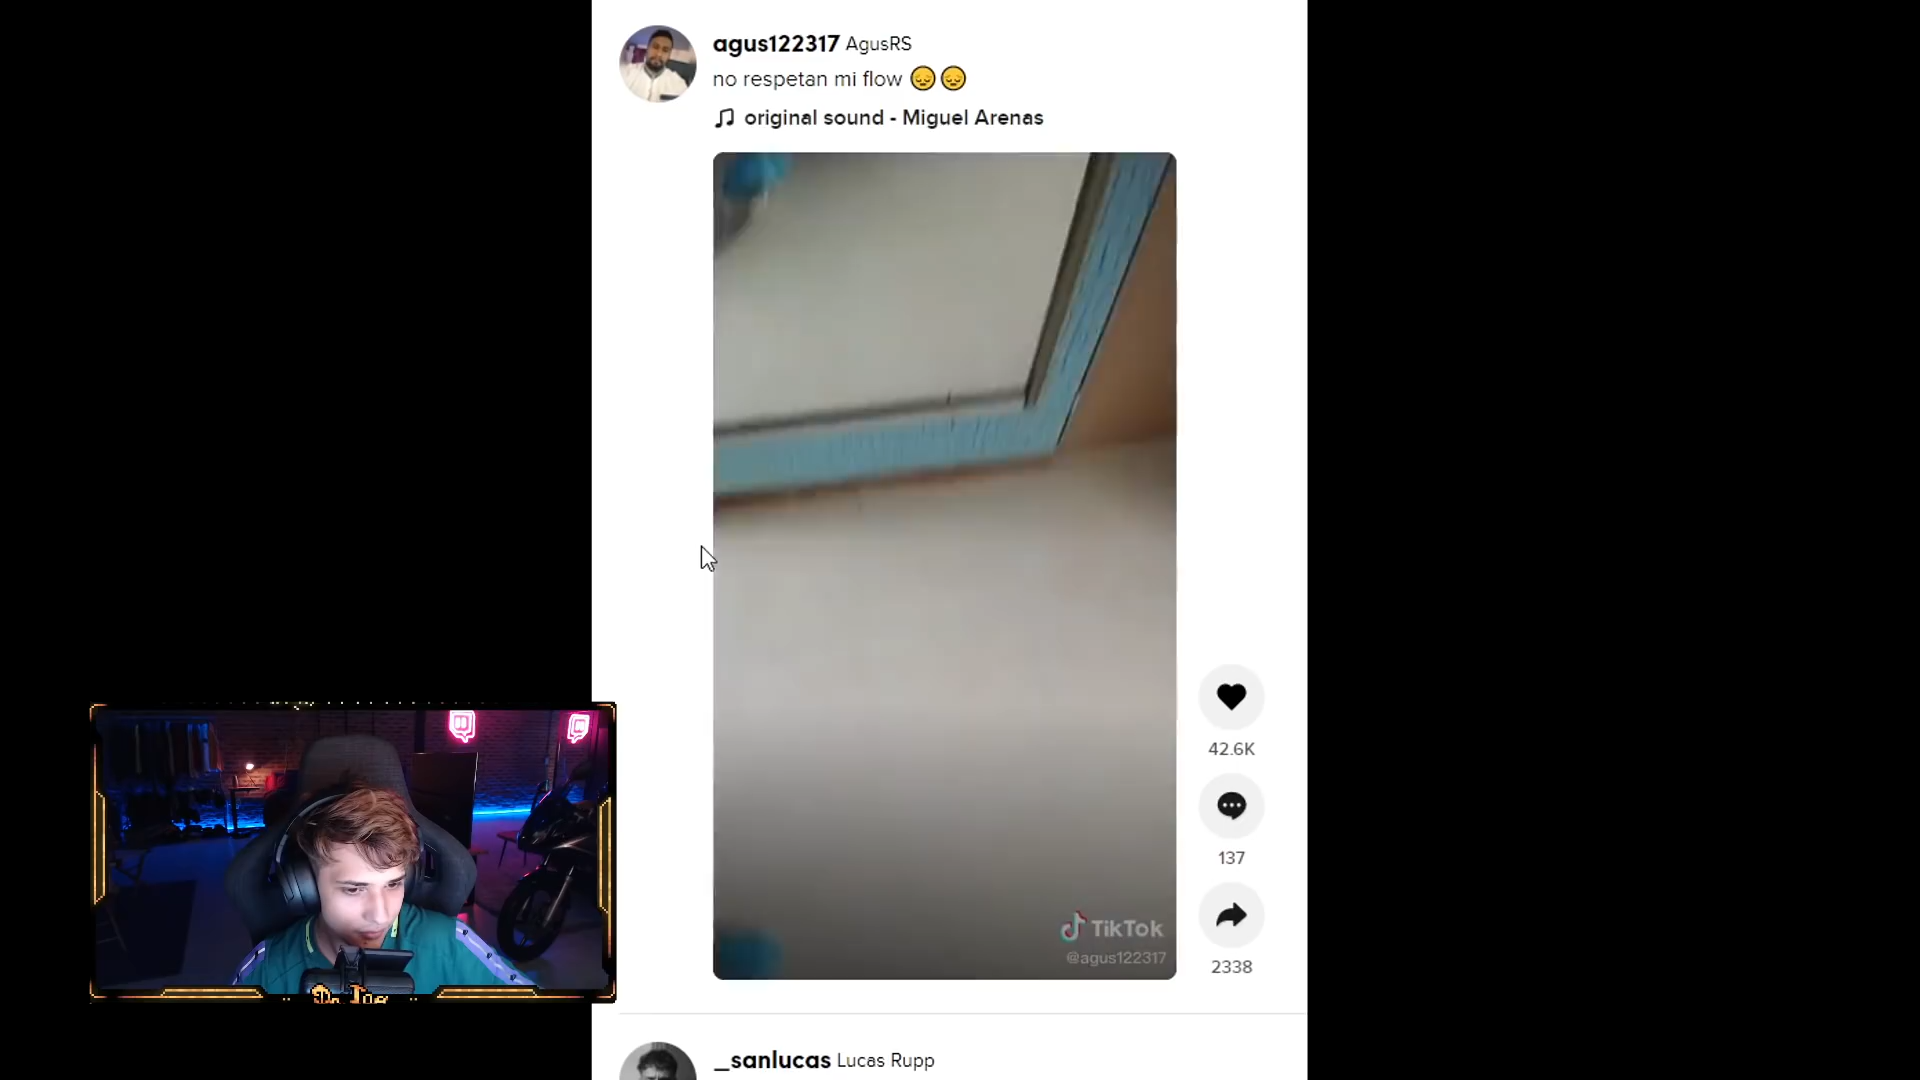 agus122317 AgusRS
no respetan mi flow 😔😔
original sound - Miguel Arenas
42.6K
137
TikTok
@agus122317
2338
_sanlucas Lucas Rupp